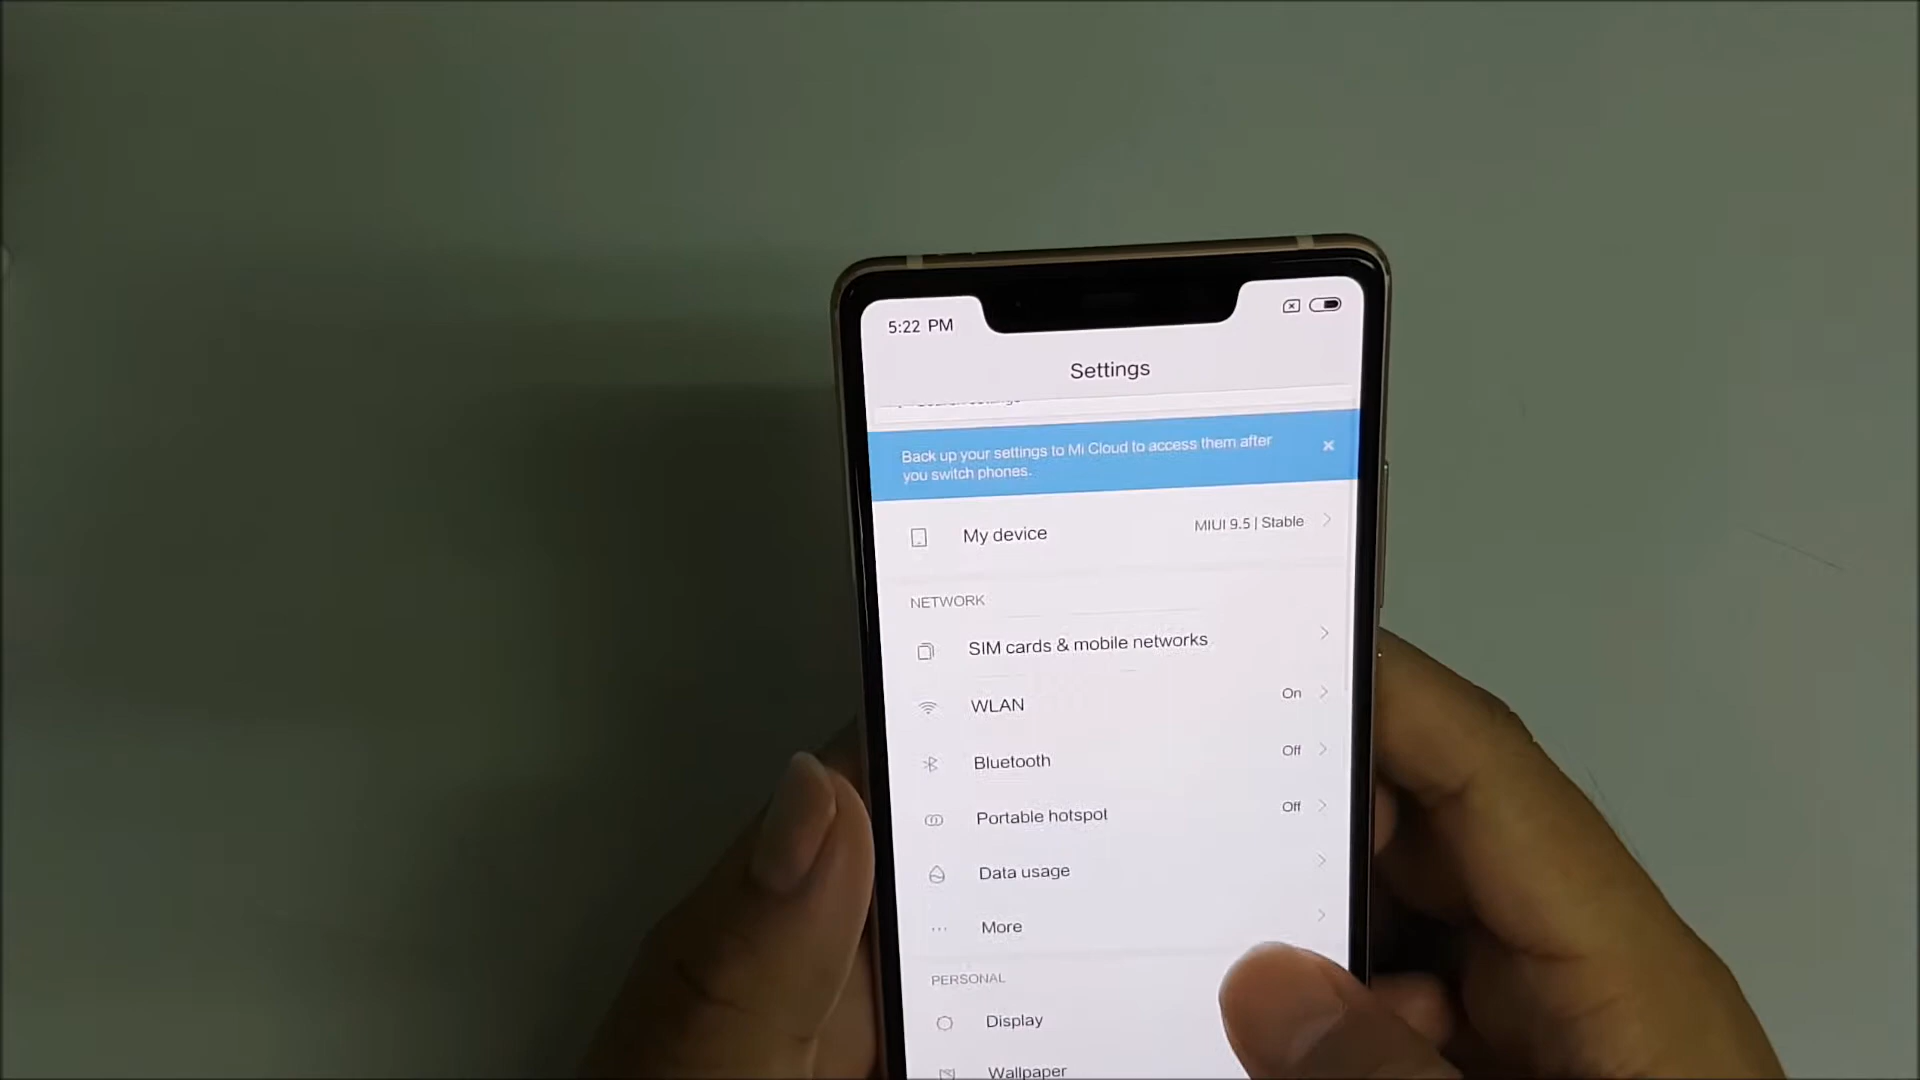 5:22 PM
Settings
Back up your settings to Mi Cloud to access them after
you switch phones.
My device
MIUI 9.5 | Stable
NETWORK
SIM cards & mobile networks
WLAN
On
Bluetooth
Off
Portable hotspot
Off
Data usage
More
PERSONAL
Display
Wallpaper